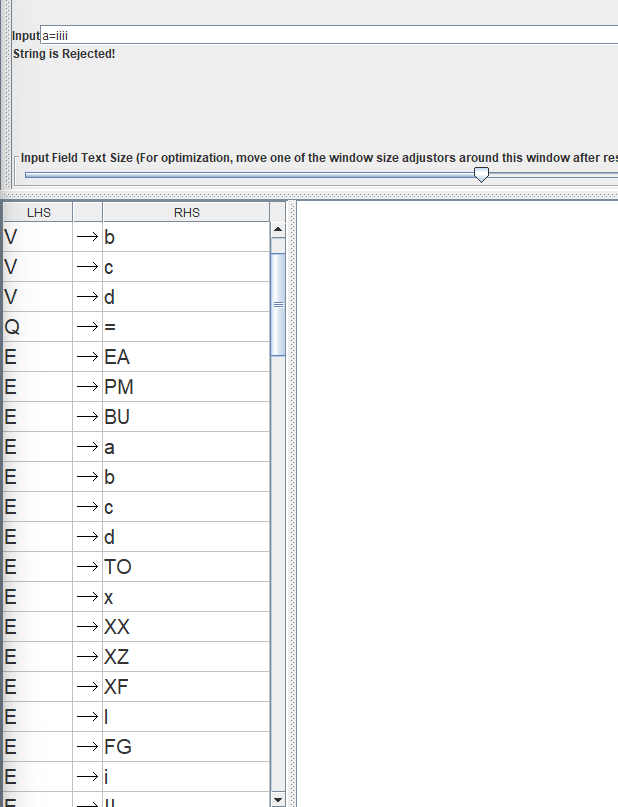 Input a=iiii
String is Rejected!
Input Field Text Size (For optimization, move one of the window size adjustors around this window after res
LHS RHS
V → b
V → c
V → d
Q → =
E → EA
E → PM
E → BU
E → a
E → b
E → c
E → d
E → TO
E → x
E → XX
E → XZ
E → XF
E → I
E → FG
E → i